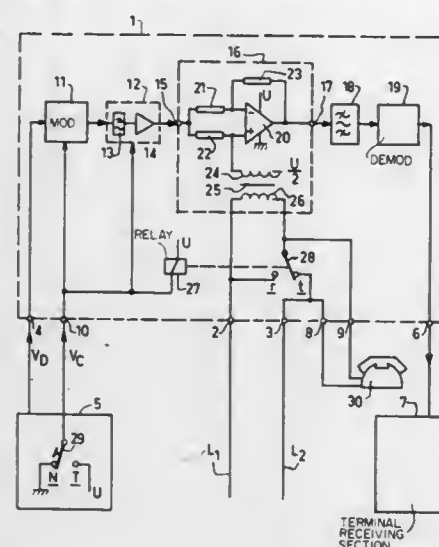 1
11
12
16
23
15
21
17
18
19
MOD
U
22
20
13
14
DEMOD
24
U/2
25
26
RELAY
U
28
27
r
t
4
10
2
3
8
9
6
V_D
V_C
30
5
7
29
N
T
U
L1
L2
TERMINAL
RECEIVING
SECTION